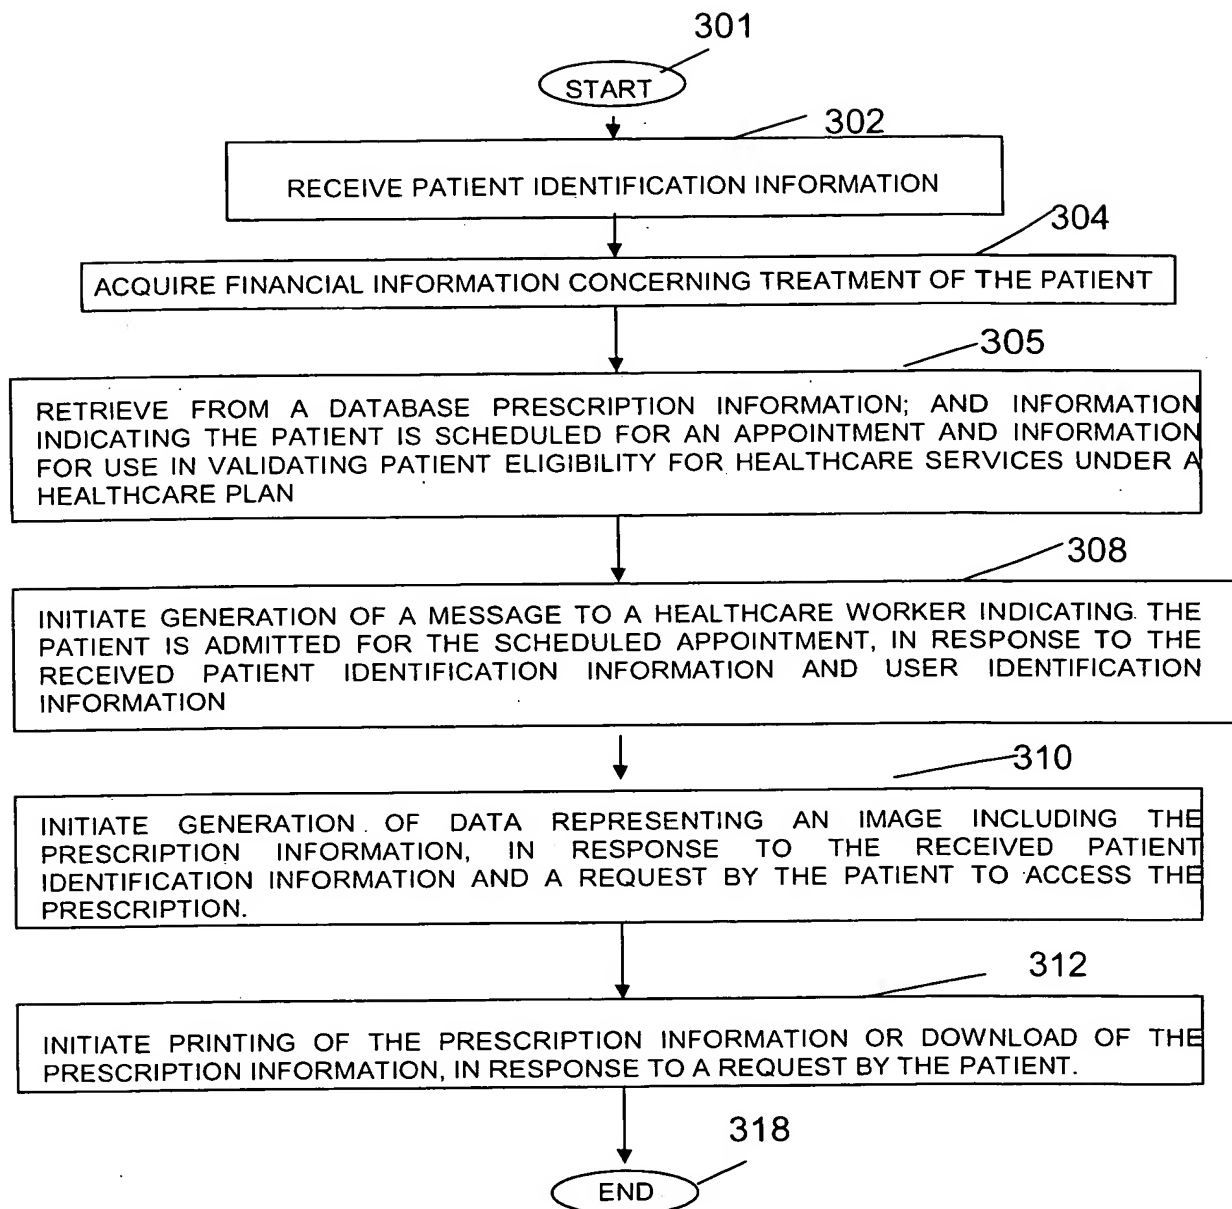 301
START
302
RECEIVE PATIENT IDENTIFICATION INFORMATION
304
ACQUIRE FINANCIAL INFORMATION CONCERNING TREATMENT OF THE PATIENT
305
RETRIEVE FROM A DATABASE PRESCRIPTION INFORMATION; AND INFORMATION
INDICATING THE PATIENT IS SCHEDULED FOR AN APPOINTMENT AND INFORMATION
FOR USE IN VALIDATING PATIENT ELIGIBILITY FOR HEALTHCARE SERVICES UNDER A
HEALTHCARE PLAN
308
INITIATE GENERATION OF A MESSAGE TO A HEALTHCARE WORKER INDICATING THE
PATIENT IS ADMITTED FOR THE SCHEDULED APPOINTMENT, IN RESPONSE TO THE
RECEIVED PATIENT IDENTIFICATION INFORMATION AND USER IDENTIFICATION
INFORMATION
310
INITIATE GENERATION OF DATA REPRESENTING AN IMAGE INCLUDING THE
PRESCRIPTION INFORMATION, IN RESPONSE TO THE RECEIVED PATIENT
IDENTIFICATION INFORMATION AND A REQUEST BY THE PATIENT TO ACCESS THE
PRESCRIPTION.
312
INITIATE PRINTING OF THE PRESCRIPTION INFORMATION OR DOWNLOAD OF THE
PRESCRIPTION INFORMATION, IN RESPONSE TO A REQUEST BY THE PATIENT.
318
END